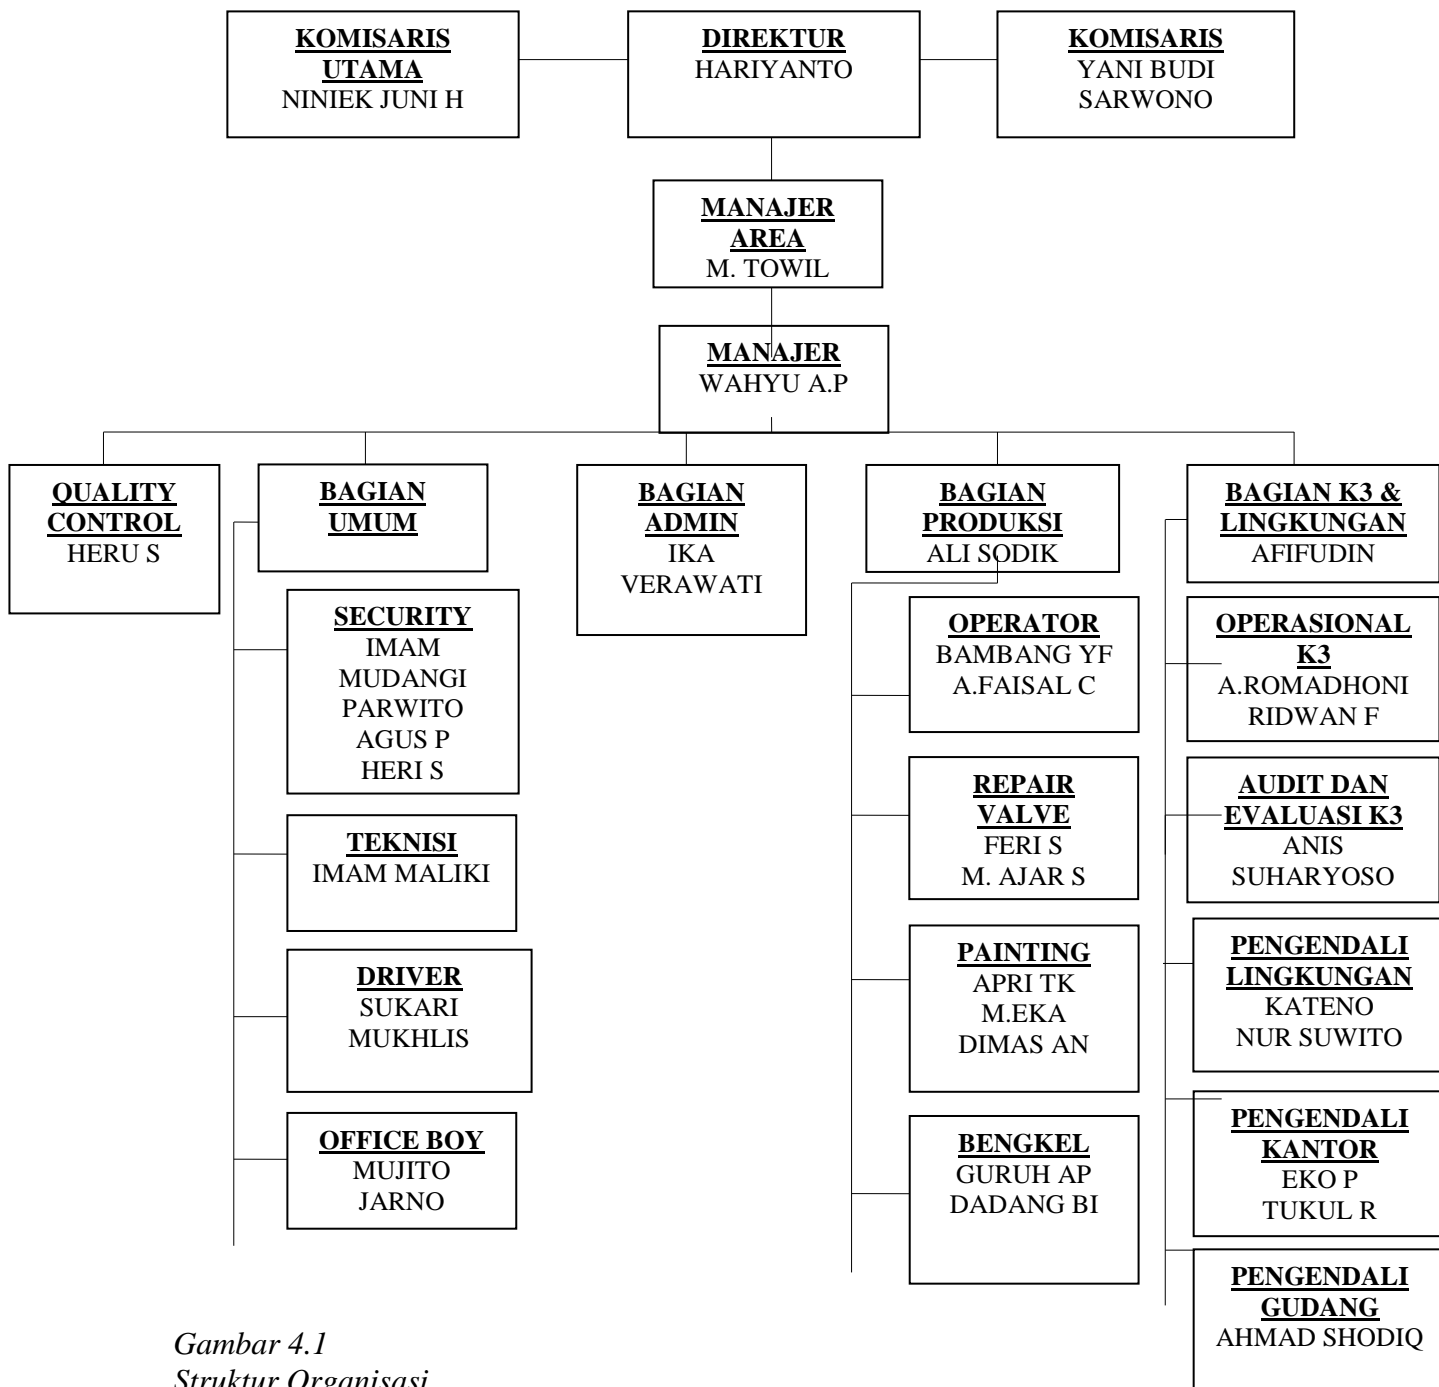 KOMISARIS
UTAMA
NINIEK JUNI H
DIREKTUR
HARIYANTO
KOMISARIS
YANI BUDI
SARWONO
MANAJER
AREA
M. TOWIL
MANAJER
WAHYU A.P
QUALITY
CONTROL
HERU S
BAGIAN
UMUM
SECURITY
IMAM
MUDANGI
PARWITO
AGUS P
HERI S
TEKNISI
IMAM MALIKI
DRIVER
SUKARI
MUKHLIS
OFFICE BOY
MUJITO
JARNO
BAGIAN
ADMIN
IKA
VERAWATI
BAGIAN
PRODUKSI
ALI SODIK
OPERATOR
BAMBANG YF
A.FAISAL C
REPAIR
VALVE
FERI S
M. AJAR S
PAINTING
APRI TK
M.EKA
DIMAS AN
BENGKEL
GURUH AP
DADANG BI
BAGIAN K3 &
LINGKUNGAN
AFIFUDIN
OPERASIONAL
K3
A.ROMADHONI
RIDWAN F
AUDIT DAN
EVALUASI K3
ANIS
SUHARYOSO
PENGENDALI
LINGKUNGAN
KATENO
NUR SUWITO
PENGENDALI
KANTOR
EKO P
TUKUL R
PENGENDALI
GUDANG
AHMAD SHODIQ
Gambar 4.1
Struktur Organisasi